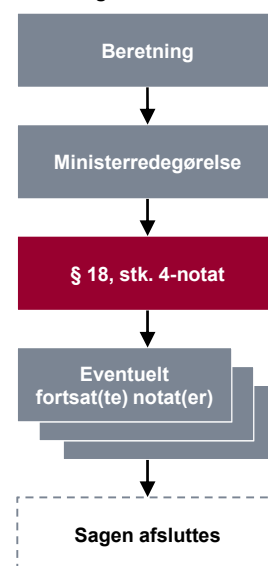 Beretning
Ministerredegørelse
§ 18, stk. 4-notat
Eventuelt
fortsat(te) notat(er)
Sagen afsluttes